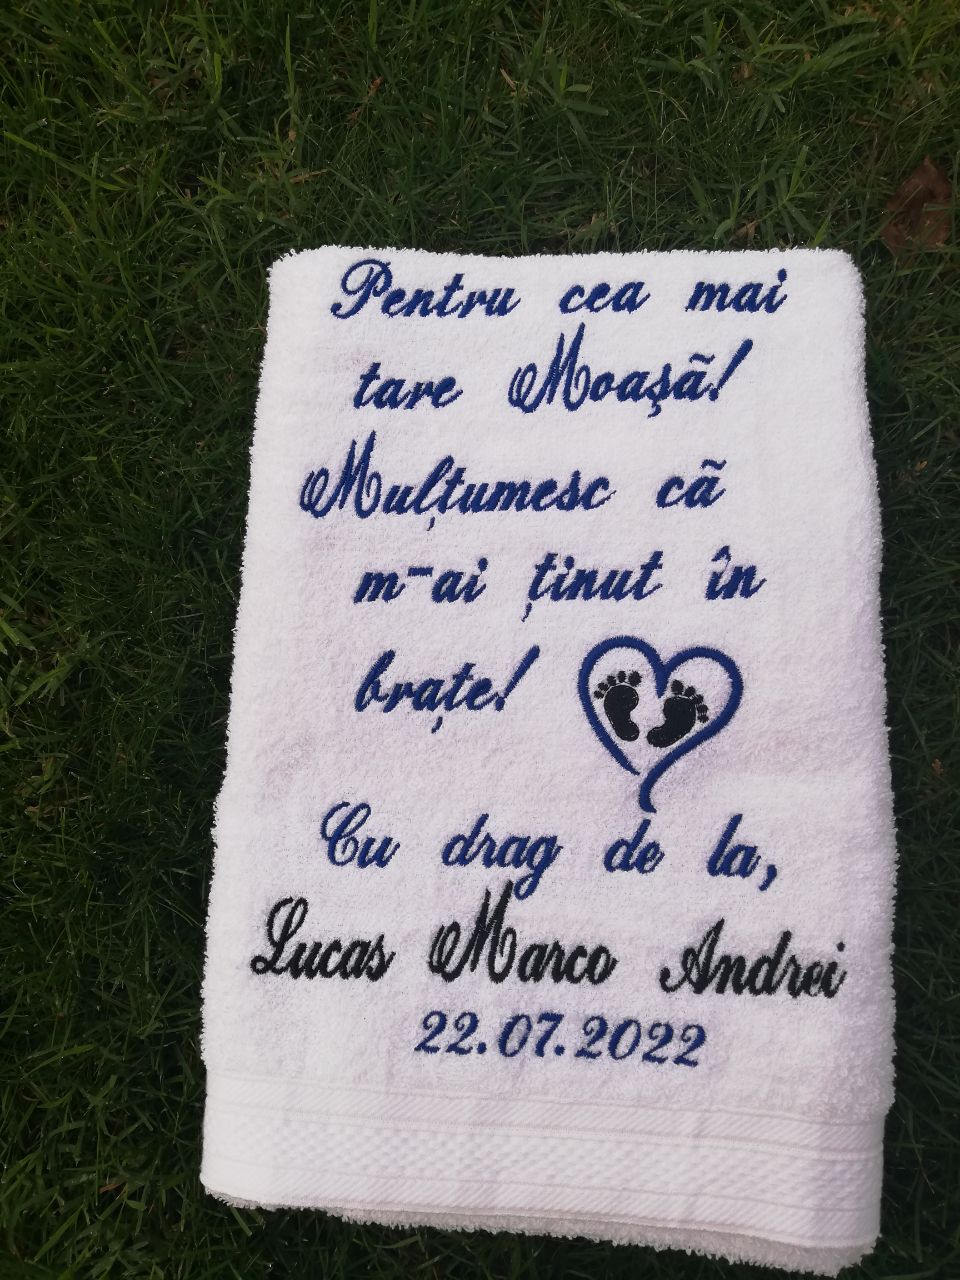 Pentru cea mai
tare Moaşã!
Mulțumesc cã
m-ai ținut în
brațe!
Cu drag de la,
Lucas Marco Andrei
22.07.2022